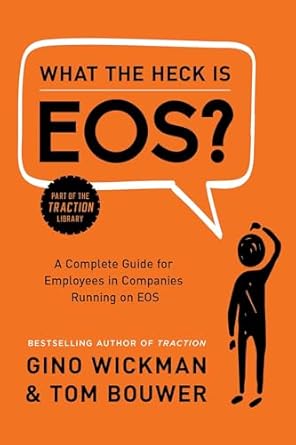 WHAT THE HECK IS
EOS?
PART OF THE
TRACTION
LIBRARY
A Complete Guide for
Employees in Companies
Running on EOS
BESTSELLING AUTHOR OF TRACTION
GINO WICKMAN
& TOM BOUWER